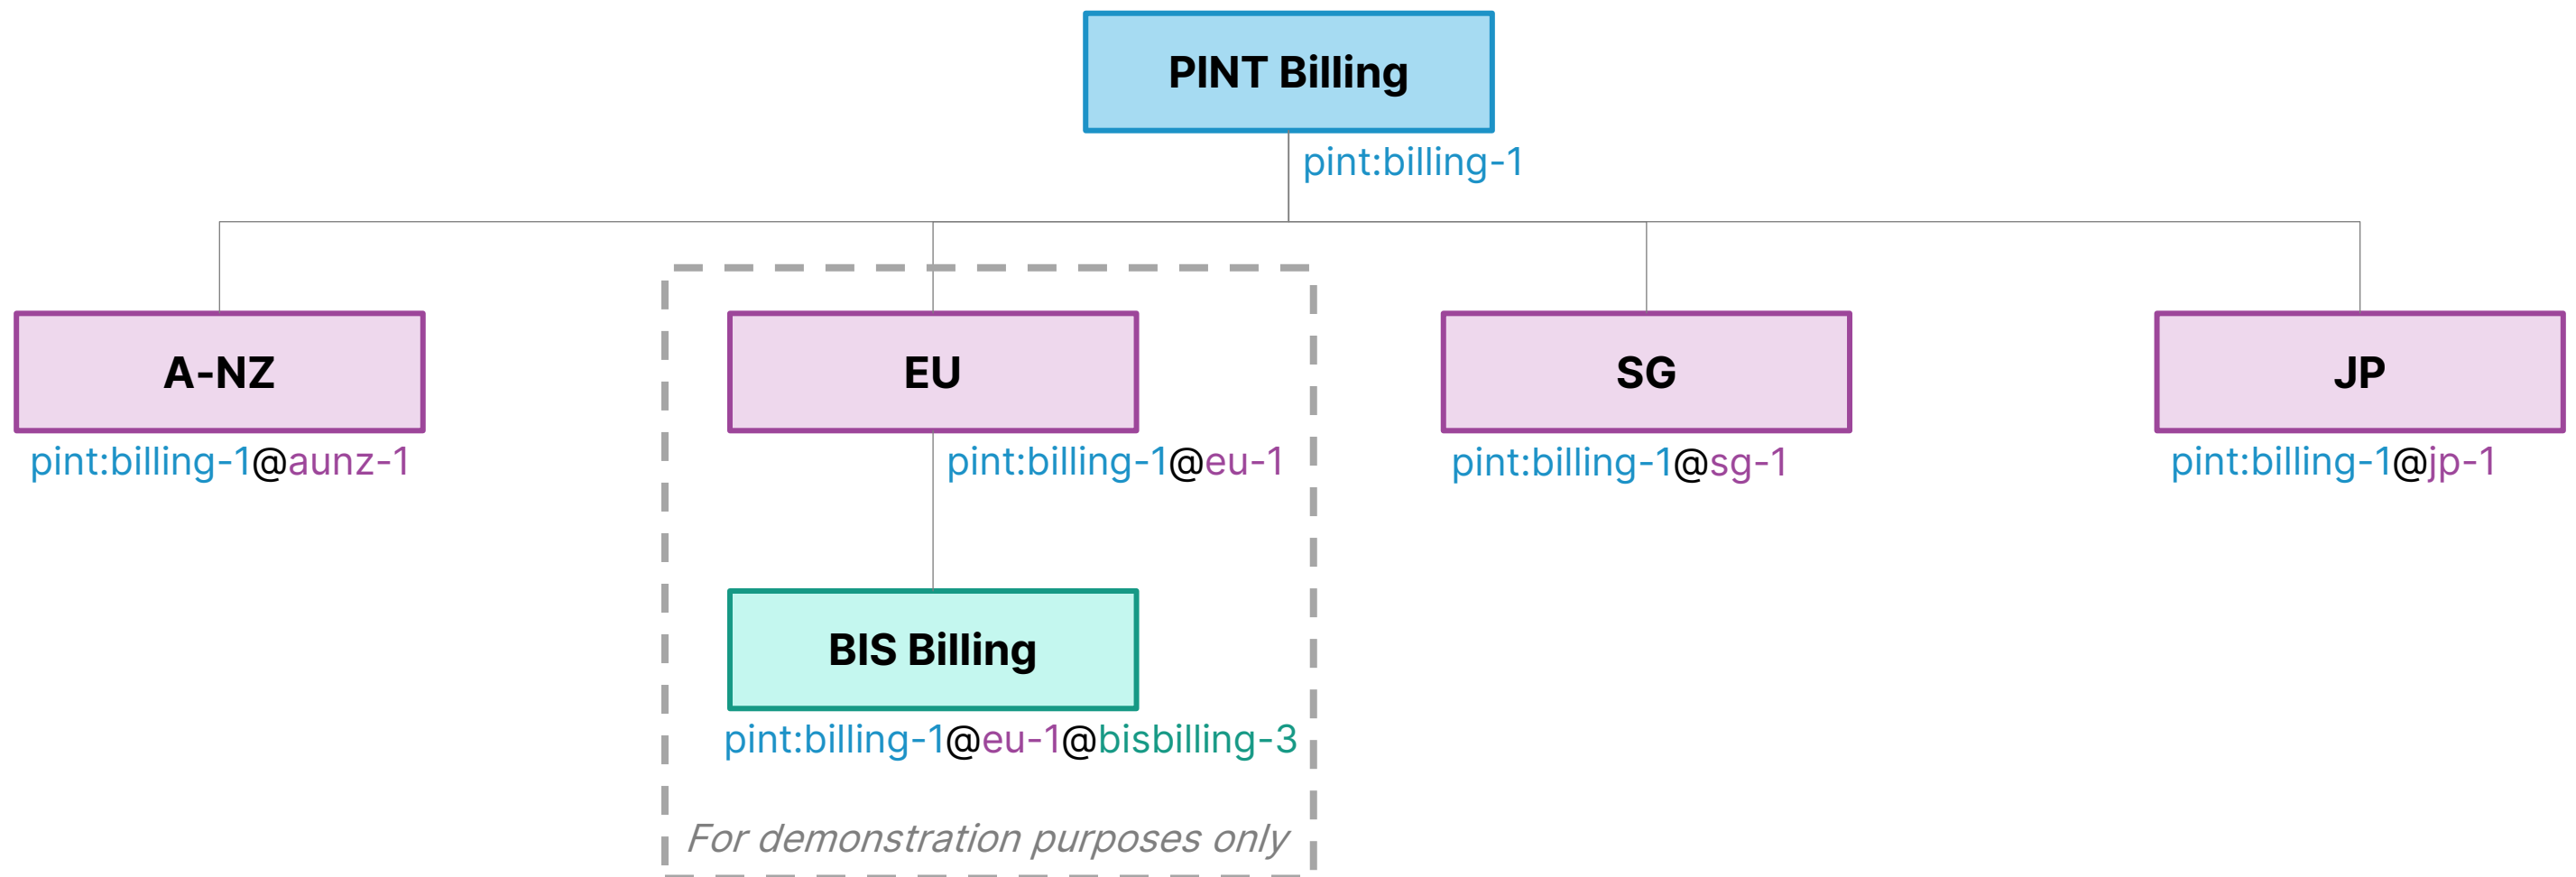 PINT Billing
pint:billing-1
A-NZ
EU
SG
JP
pint:billing-1@aunz-1
pint:billing-1@eu-1
pint:billing-1@sg-1
pint:billing-1@jp-1
BIS Billing
pint:billing-1@eu-1@bisbilling-3
For demonstration purposes only